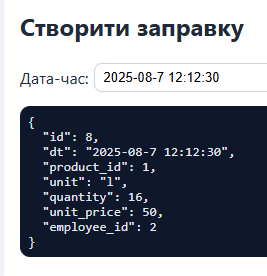 Створити заправку
Дата-час: 2025-08-7 12:12:30
{
  "id": 8,
  "dt": "2025-08-7 12:12:30",
  "product_id": 1,
  "unit": "l",
  "quantity": 16,
  "unit_price": 50,
  "employee_id": 2
}